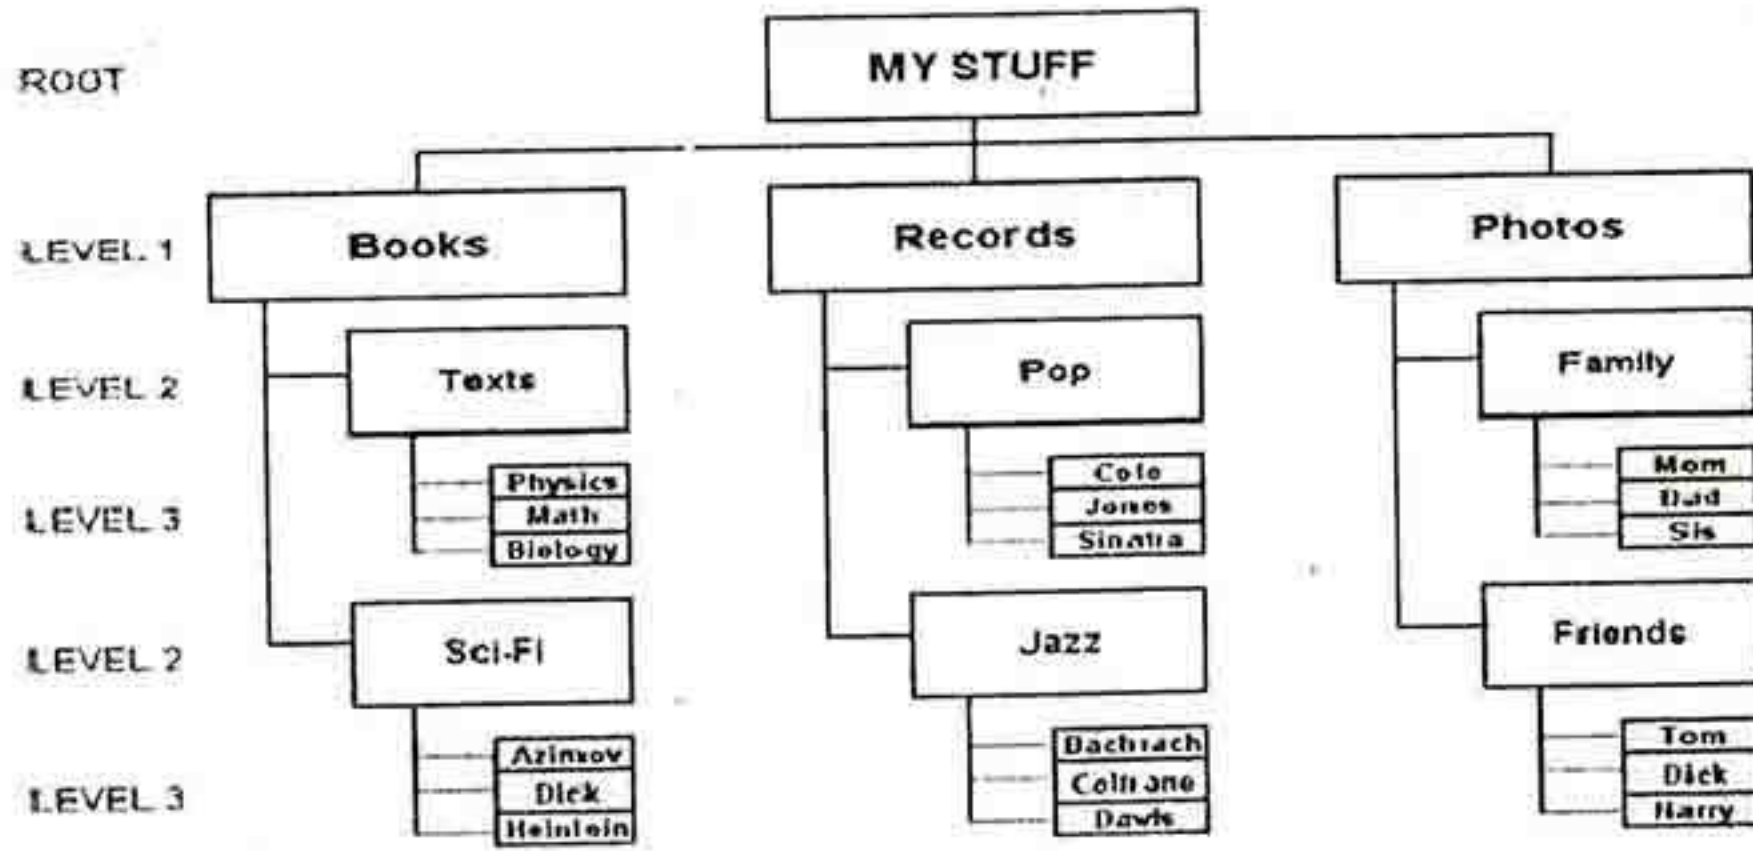 ROOT
MY STUFF
LEVEL 1
Books
Records
Photos
LEVEL 2
Texts
Pop
Family
LEVEL 3
Physics
Math
Biology
Cole
Jones
Sinatra
Mom
Dad
Sis
LEVEL 2
Sci-Fi
Jazz
Friends
LEVEL 3
Dick
Heinlein
Bachrach
Coltrane
Davis
Tom
Dick
Harry